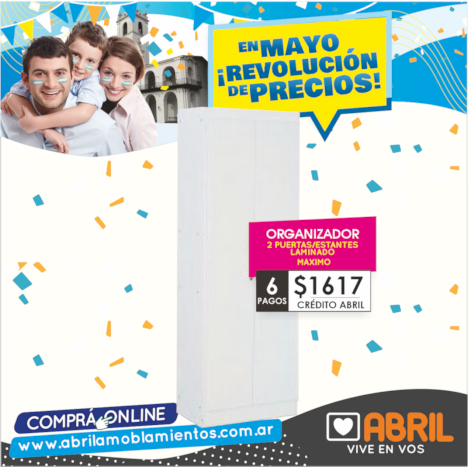 EN MAYO
¡REVOLUCIÓN
DE PRECIOS!
ORGANIZADOR
2 PUERTAS/ESTANTES
LAMINADO
MAXIMO
6 PAGOS
$1617
CRÉDITO ABRIL
COMPRÁ ONLINE
www.abrilamoblamientos.com.ar
ABRIL
VIVE EN VOS